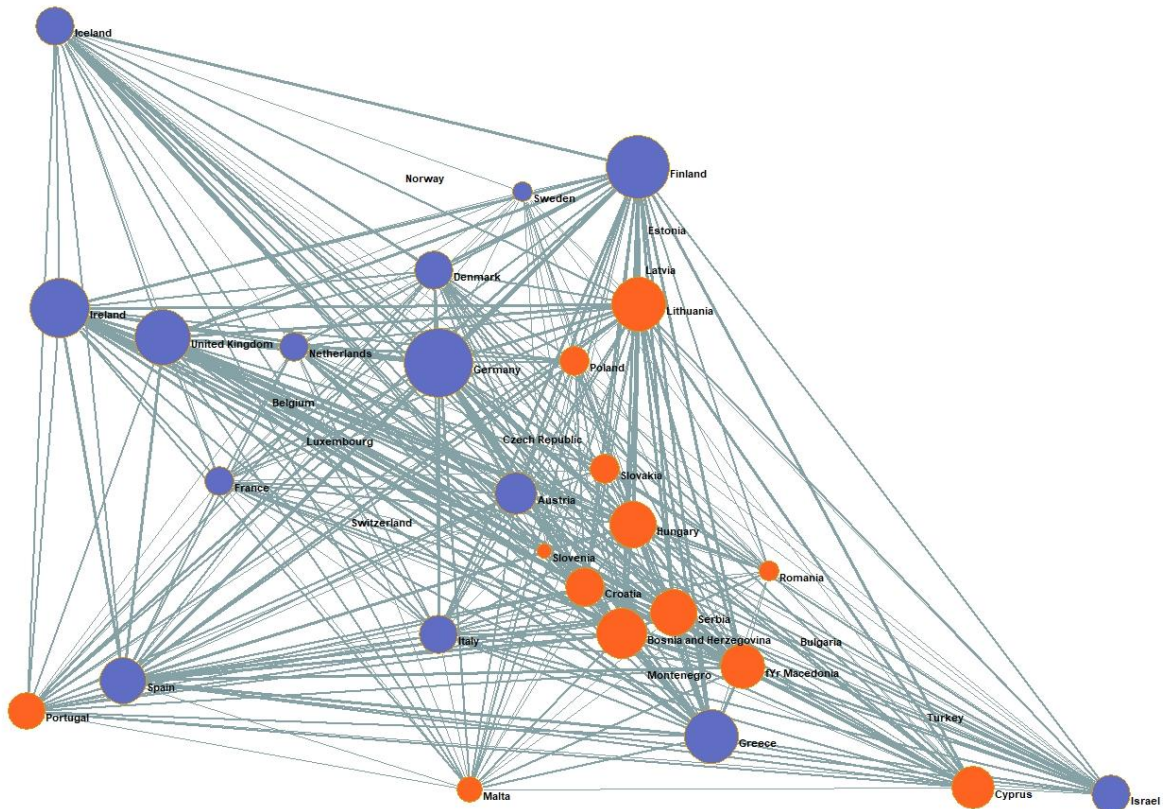 Iceland
Norway
Finland
Sweden
Estonia
Latvia
Denmark
Lithuania
Ireland
United Kingdom
Netherlands
Germany
Poland
Belgium
Luxembourg
Czech Republic
Slovakia
France
Austria
Switzerland
Hungary
Slovenia
Romania
Croatia
Serbia
Italy
Bosnia and Herzegovina
Bulgaria
Montenegro
fYr Macedonia
Spain
Portugal
Turkey
Greece
Malta
Cyprus
Israel